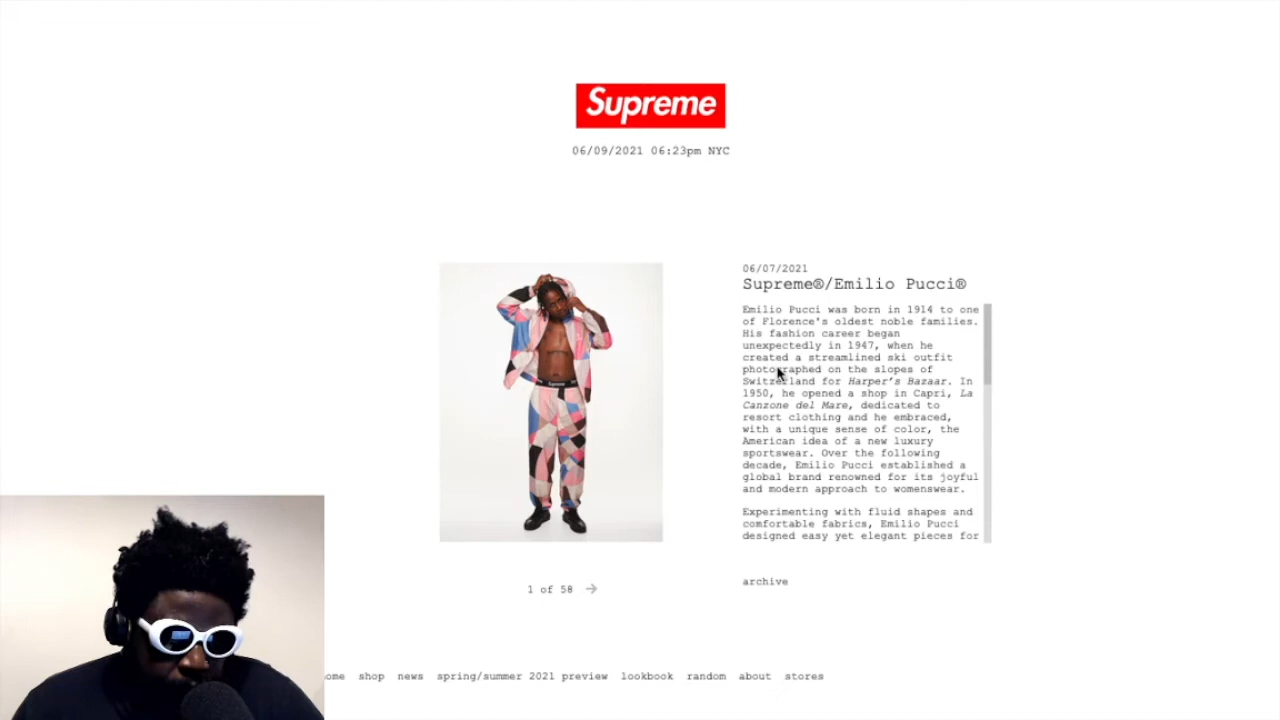 Supreme
06/09/2021 06:23pm NYC
06/07/2021
Supreme®/Emilio Pucci®
Emilio Pucci was born in 1914 to one
of Florence's oldest noble families.
His fashion career began
unexpectedly in 1947, when he
created a streamlined ski outfit
photographed on the slopes of
Switzerland for Harper's Bazaar. In
1950, he opened a shop in Capri, La
Canzone del Mare, dedicated to
resort clothing and he embraced,
with a unique sense of color, the
American idea of a new luxury
sportswear. Over the following
decade, Emilio Pucci established a
global brand renowned for its joyful
and modern approach to womenswear.
Experimenting with fluid shapes and
comfortable fabrics, Emilio Pucci
designed easy yet elegant pieces for
Supreme
1 of 58
archive
ome shop news spring/summer 2021 preview lookbook random about stores